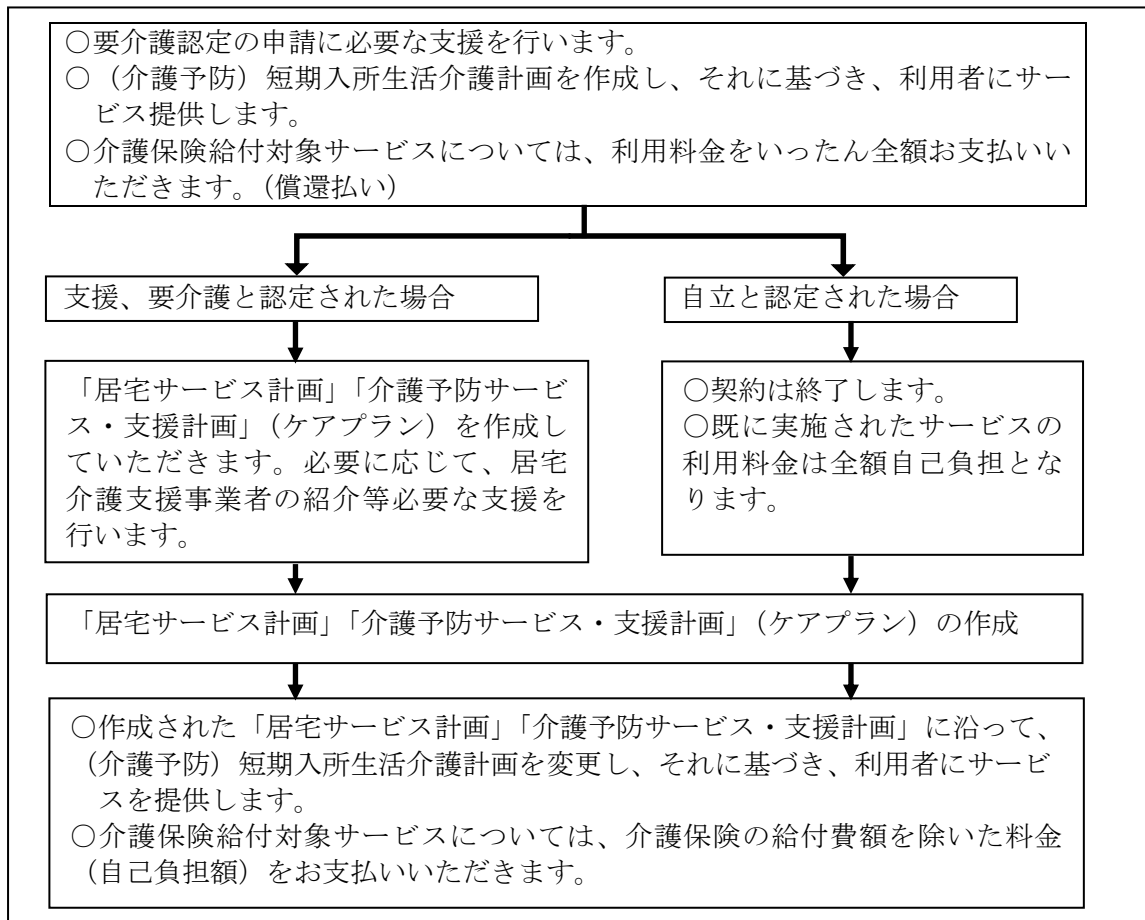 ○要介護認定の申請に必要な支援を行います。
○（介護予防）短期入所生活介護計画を作成し、それに基づき、利用者にサー
ビス提供します。
○介護保険給付対象サービスについては、利用料金をいったん全額お支払いい
ただきます。（償還払い）
支援、要介護と認定された場合
自立と認定された場合
「居宅サービス計画」「介護予防サービ
ス・支援計画」（ケアプラン）を作成し
ていただきます。必要に応じて、居宅
介護支援事業者の紹介等必要な支援を
行います。
○契約は終了します。
○既に実施されたサービスの
利用料金は全額自己負担とな
ります。
「居宅サービス計画」「介護予防サービス・支援計画」（ケアプラン）の作成
○作成された「居宅サービス計画」「介護予防サービス・支援計画」に沿って、
（介護予防）短期入所生活介護計画を変更し、それに基づき、利用者にサービ
スを提供します。
○介護保険給付対象サービスについては、介護保険の給付費額を除いた料金
（自己負担額）をお支払いいただきます。